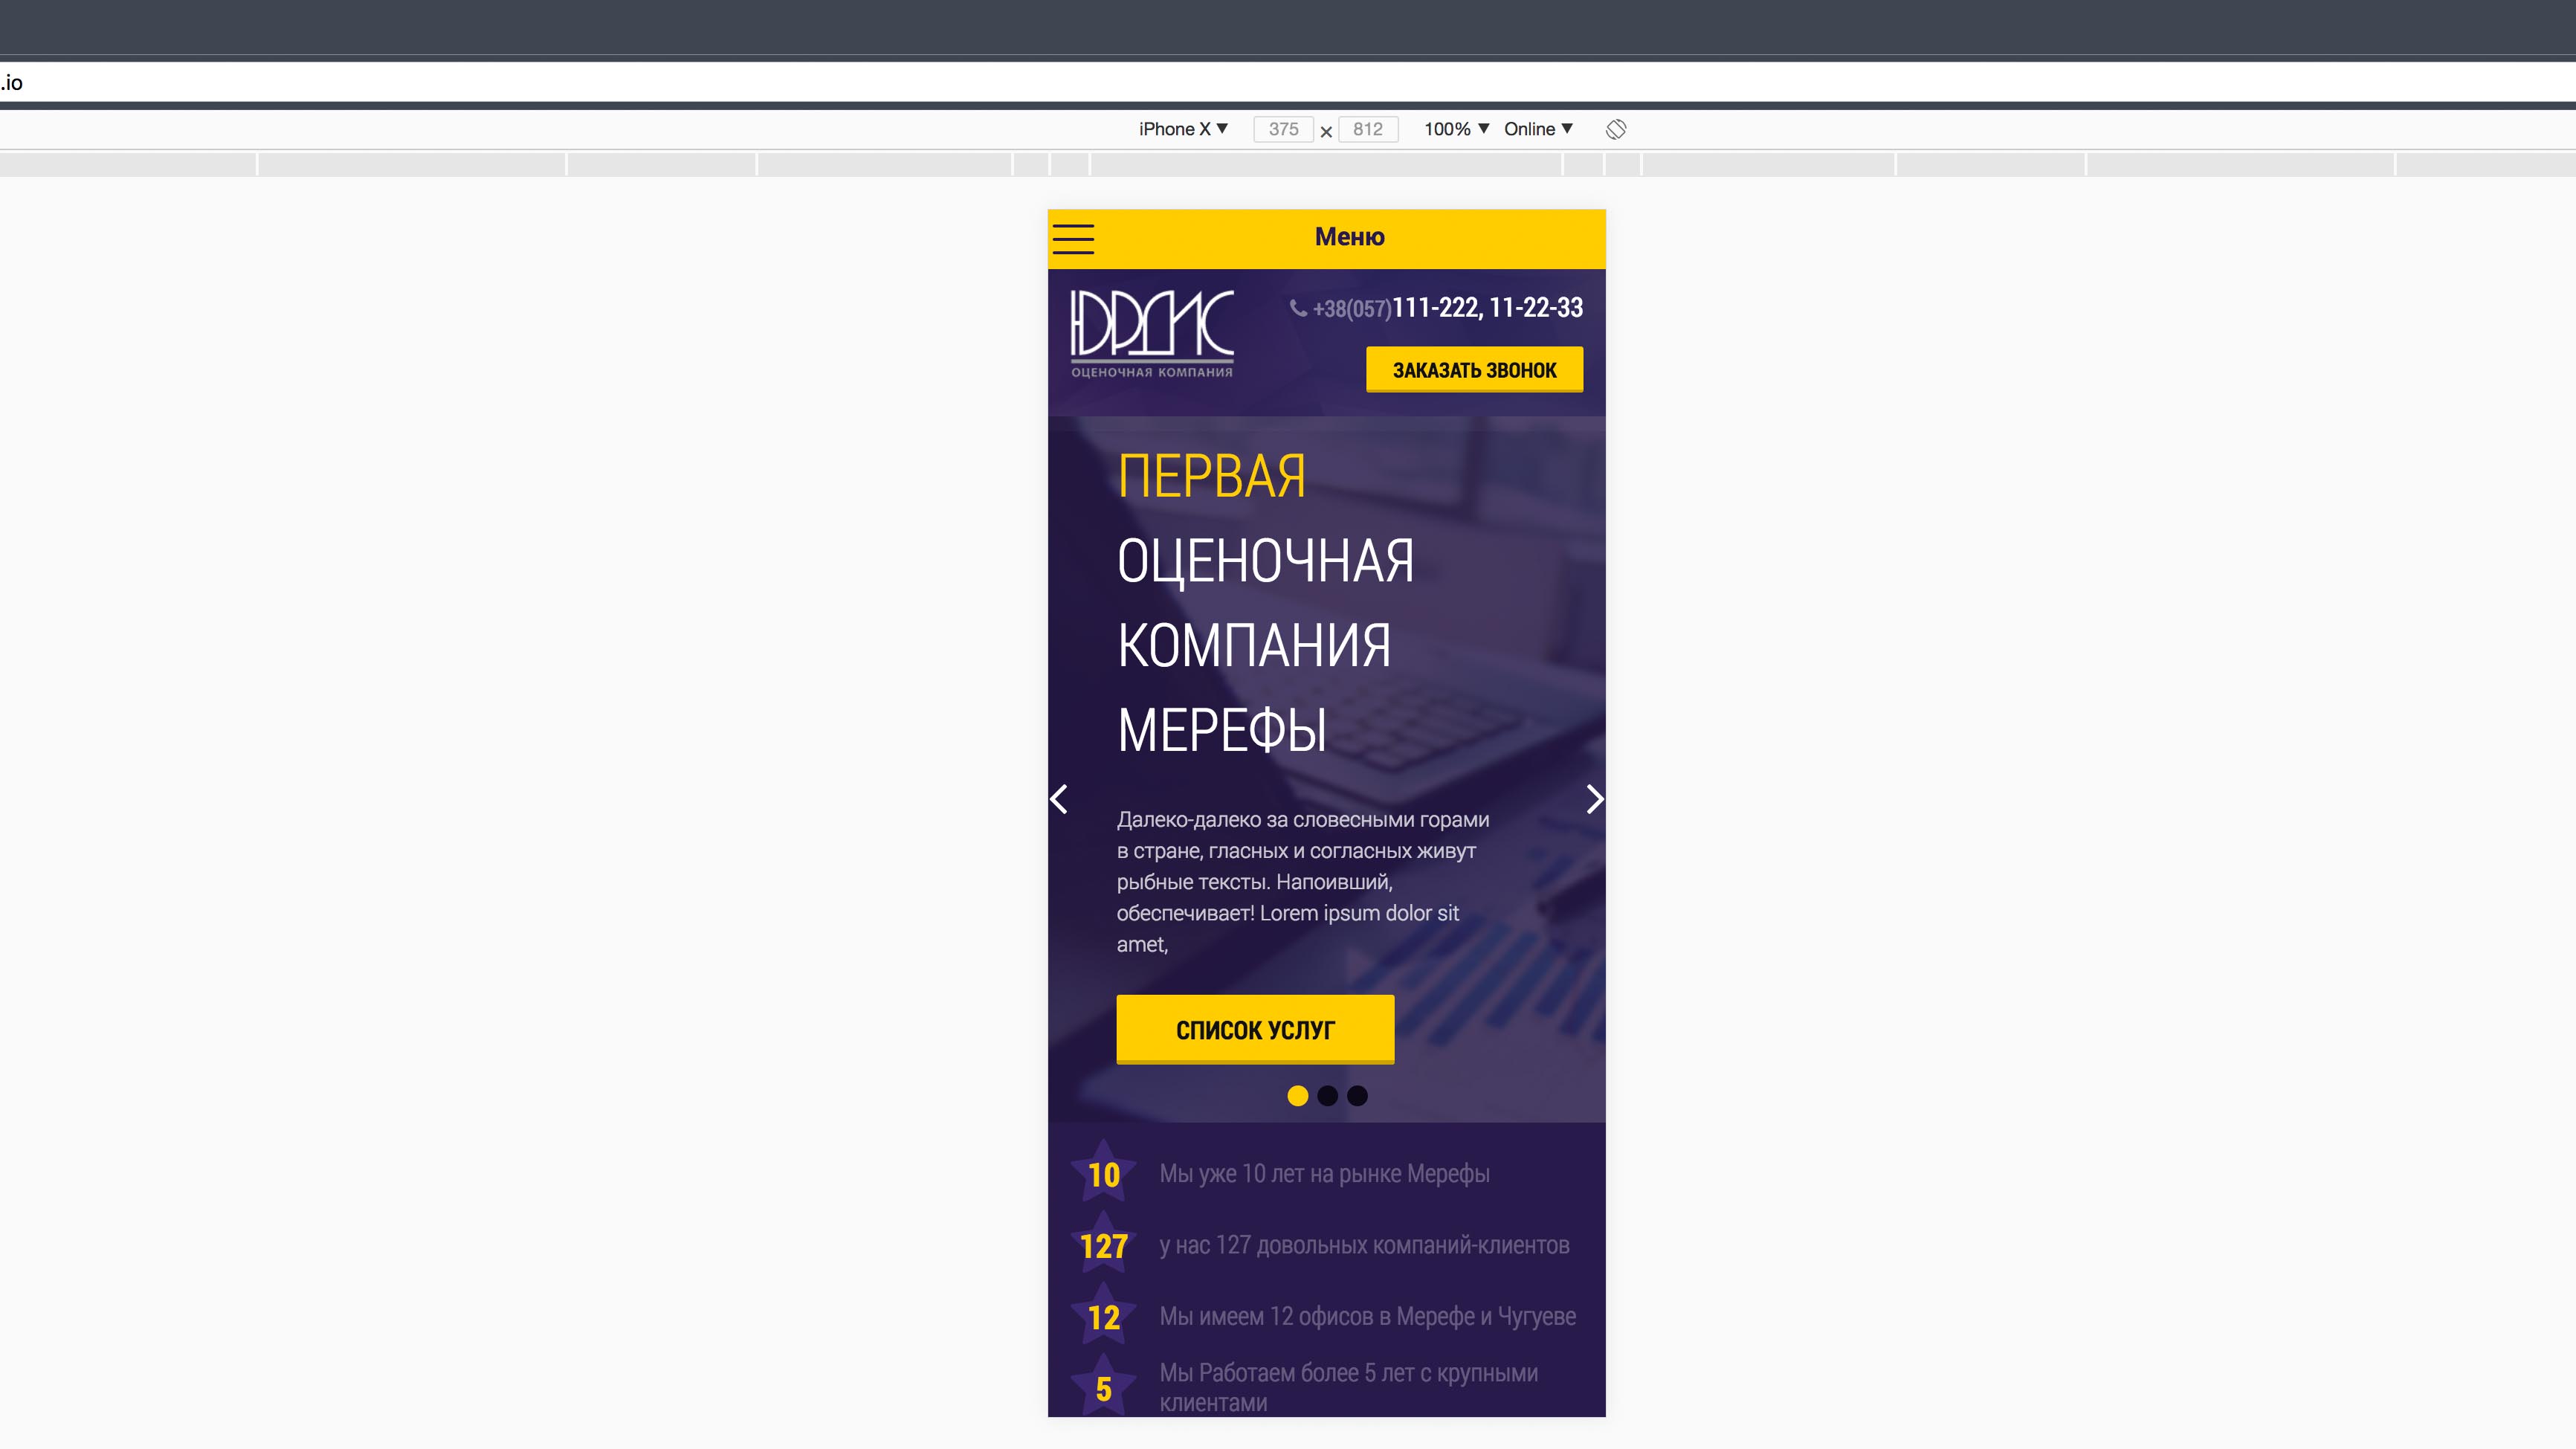 .io
iPhone X ▼ 375 × 812 100% ▼ Online ▼
Меню
ЮРДИС
ОЦЕНОЧНАЯ КОМПАНИЯ
+38(057)111-222, 11-22-33
ЗАКАЗАТЬ ЗВОНОК
ПЕРВАЯ
ОЦЕНОЧНАЯ
КОМПАНИЯ
МЕРЕФЫ
Далеко-далеко за словесными горами
в стране, гласных и согласных живут
рыбные тексты. Напоивший,
обеспечивает! Lorem ipsum dolor sit
amet,
СПИСОК УСЛУГ
10 Мы уже 10 лет на рынке Мерефы
127 у нас 127 довольных компаний-клиентов
12 Мы имеем 12 офисов в Мерефе и Чугуеве
5 Мы Работаем более 5 лет с крупными
клиентами